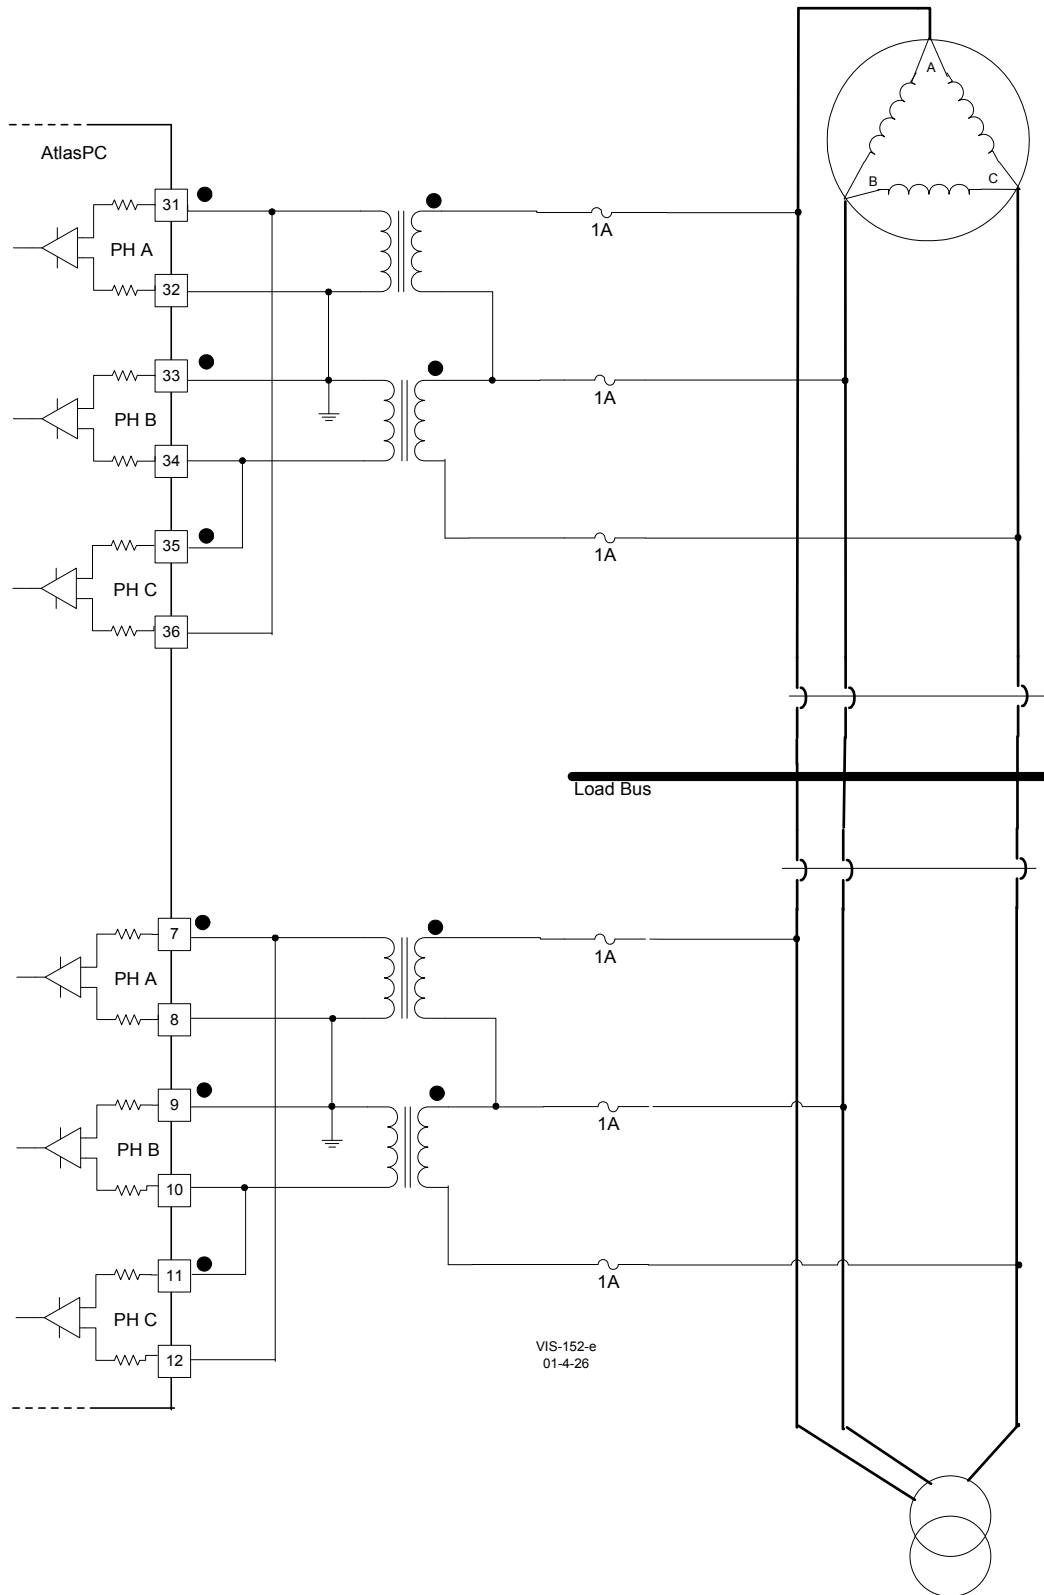 A
B
C
AtlasPC
31
PH A
32
1A
33
PH B
34
1A
35
PH C
36
1A
Load Bus
7
PH A
8
1A
9
PH B
10
1A
11
PH C
12
1A
VIS-152-e
01-4-26